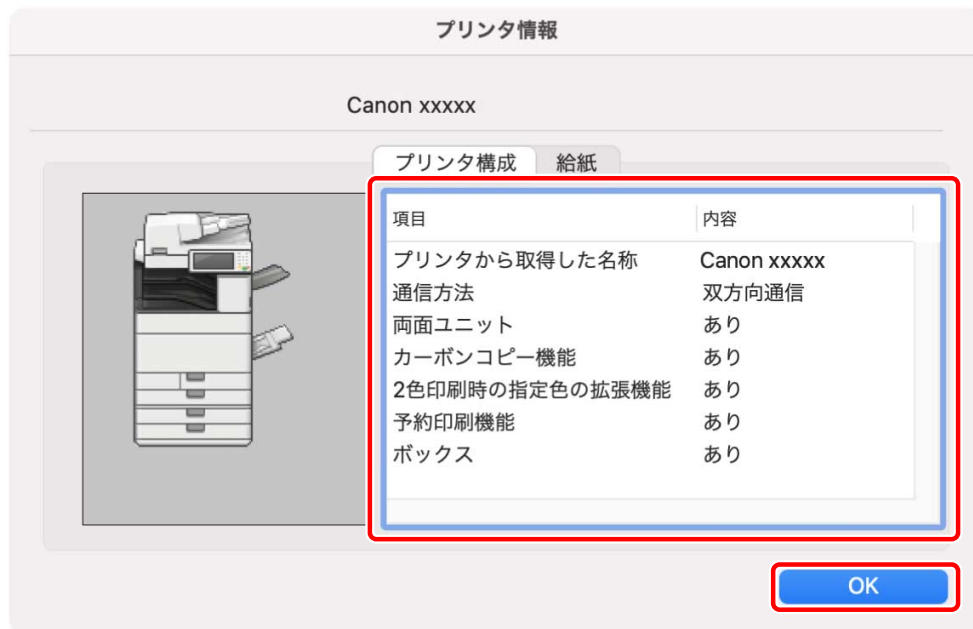 プリンタ情報
Canon xxxxx
プリンタ構成 給紙
項目 内容
プリンタから取得した名称 Canon xxxxx
通信方法 双方向通信
両面ユニット あり
カーボンコピー機能 あり
2色印刷時の指定色の拡張機能 あり
予約印刷機能 あり
ボックス あり
OK